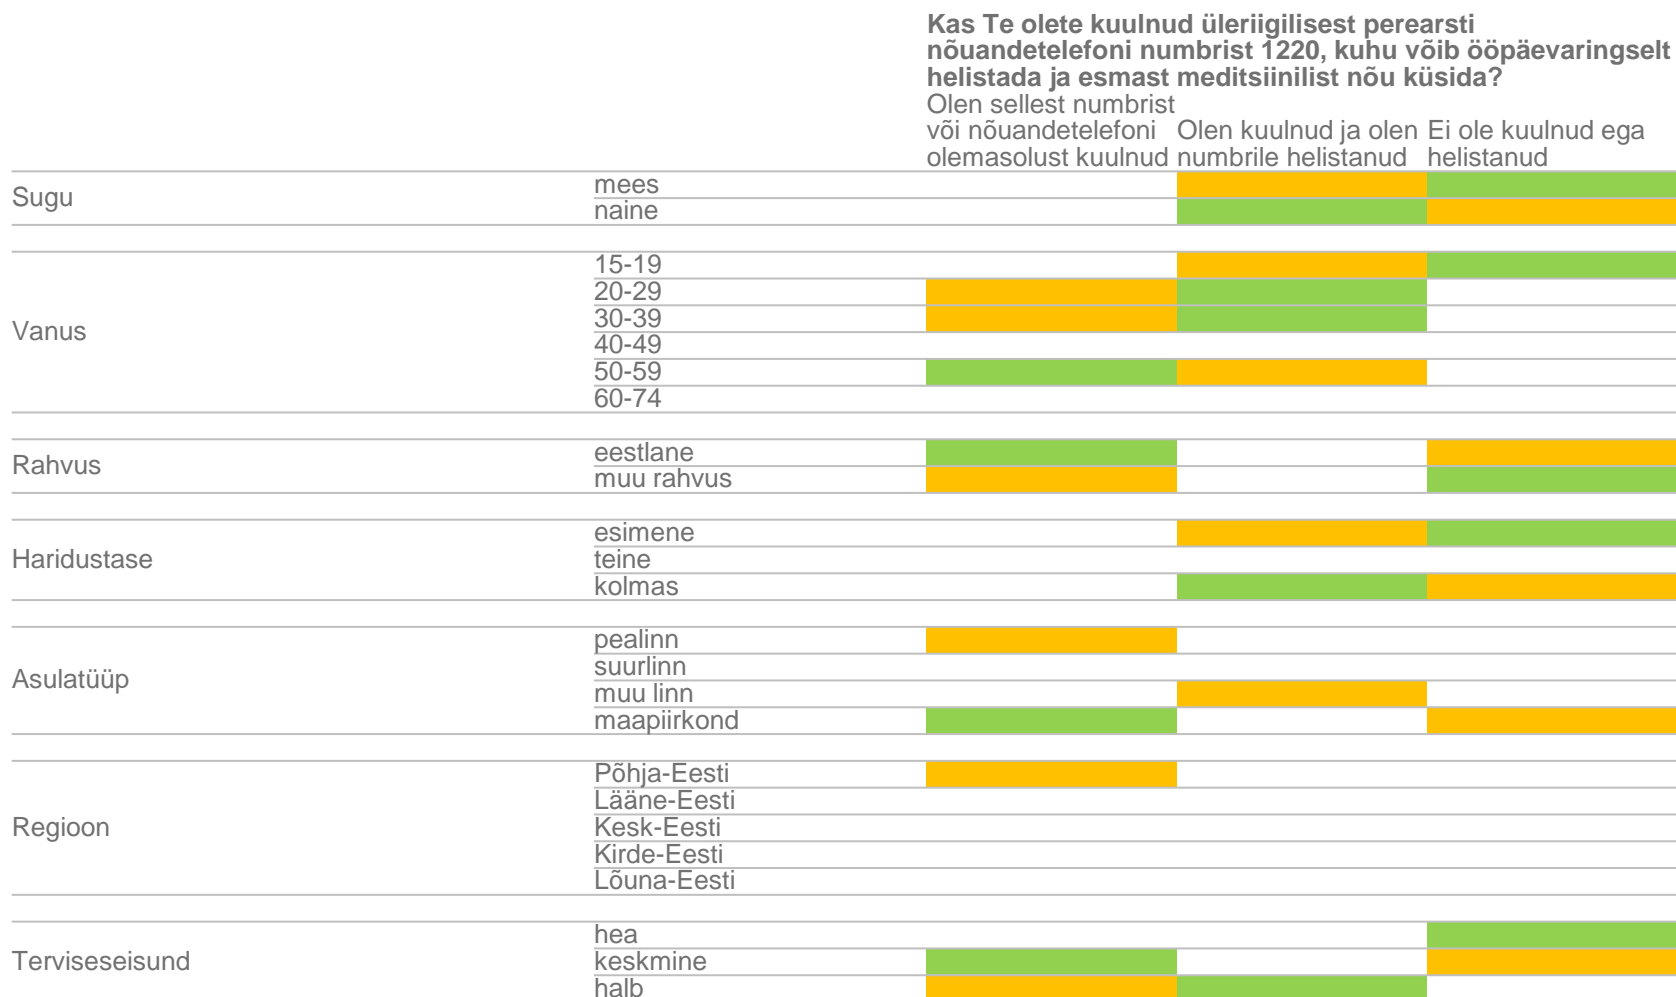 Kas Te olete kuulnud üleriigilisest perearsti
nõuandetelefoni numbrist 1220, kuhu võib ööpäevaringselt
helistada ja esmast meditsiinilist nõu küsida?
Olen sellest numbrist
või nõuandetelefoni
olemasolust kuulnud
Olen kuulnud ja olen
numbrile helistanud
Ei ole kuulnud ega
helistanud
Sugu
mees
naine
Vanus
15-19
20-29
30-39
40-49
50-59
60-74
Rahvus
eestlane
muu rahvus
Haridustase
esimene
teine
kolmas
Asulatüüp
pealinn
suurlinn
muu linn
maapiirkond
Regioon
Põhja-Eesti
Lääne-Eesti
Kesk-Eesti
Kirde-Eesti
Lõuna-Eesti
Terviseseisund
hea
keskmine
halb